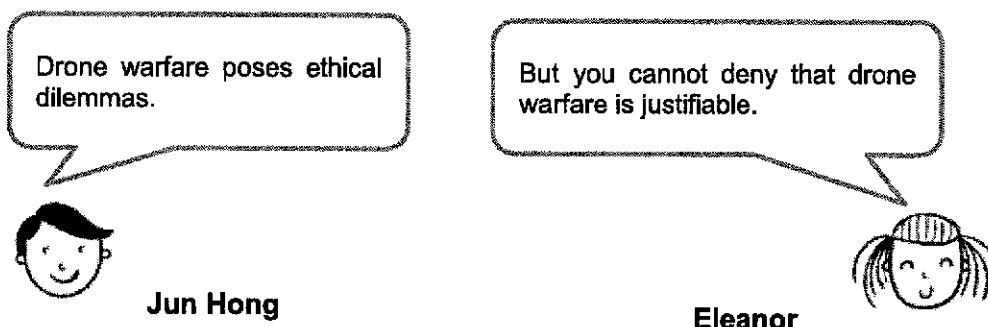 Drone warfare poses ethical
dilemmas.
But you cannot deny that drone
warfare is justifiable.
Jun Hong
Eleanor